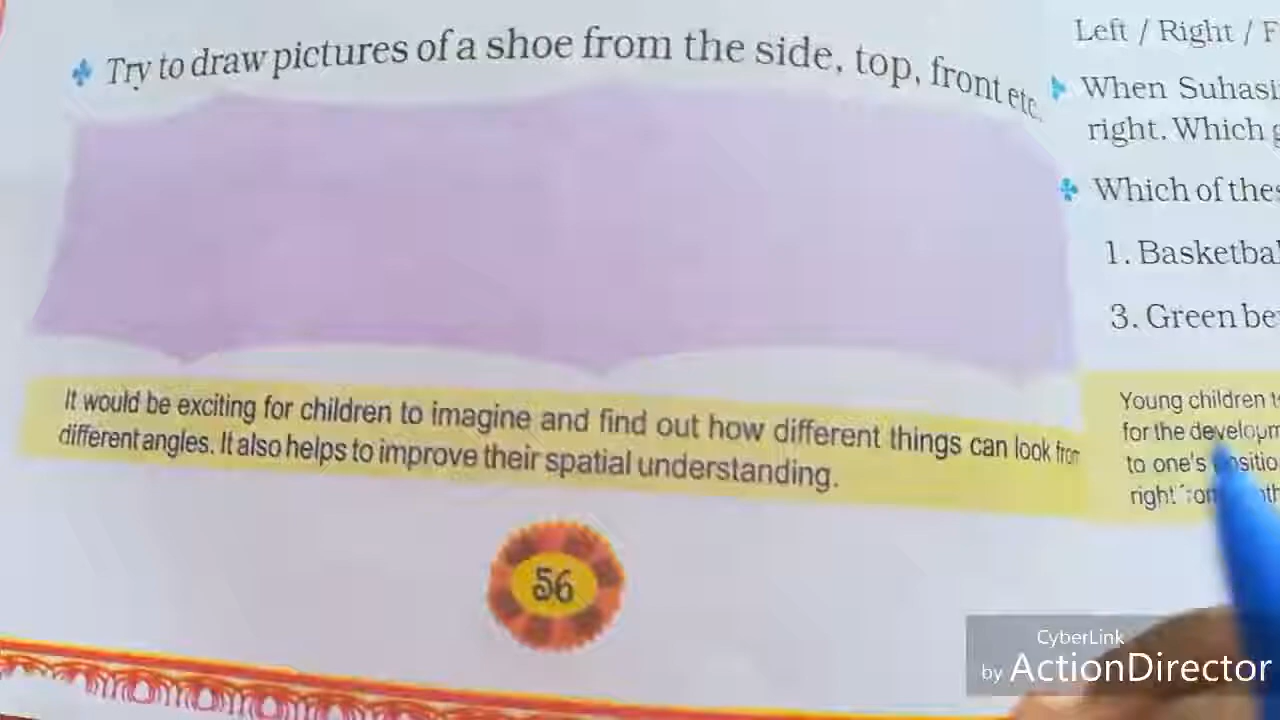 Try to draw pictures of a shoe from the side, top, front etc.
It would be exciting for children to imagine and find out how different things can look from
different angles. It also helps to improve their spatial understanding.
56
Left / Right / F
When Suhasi
right. Which g
Which of thes
1. Basketbal
3. Green be
Young children
for the developm
to one's
right
CyberLink
by ActionDirector